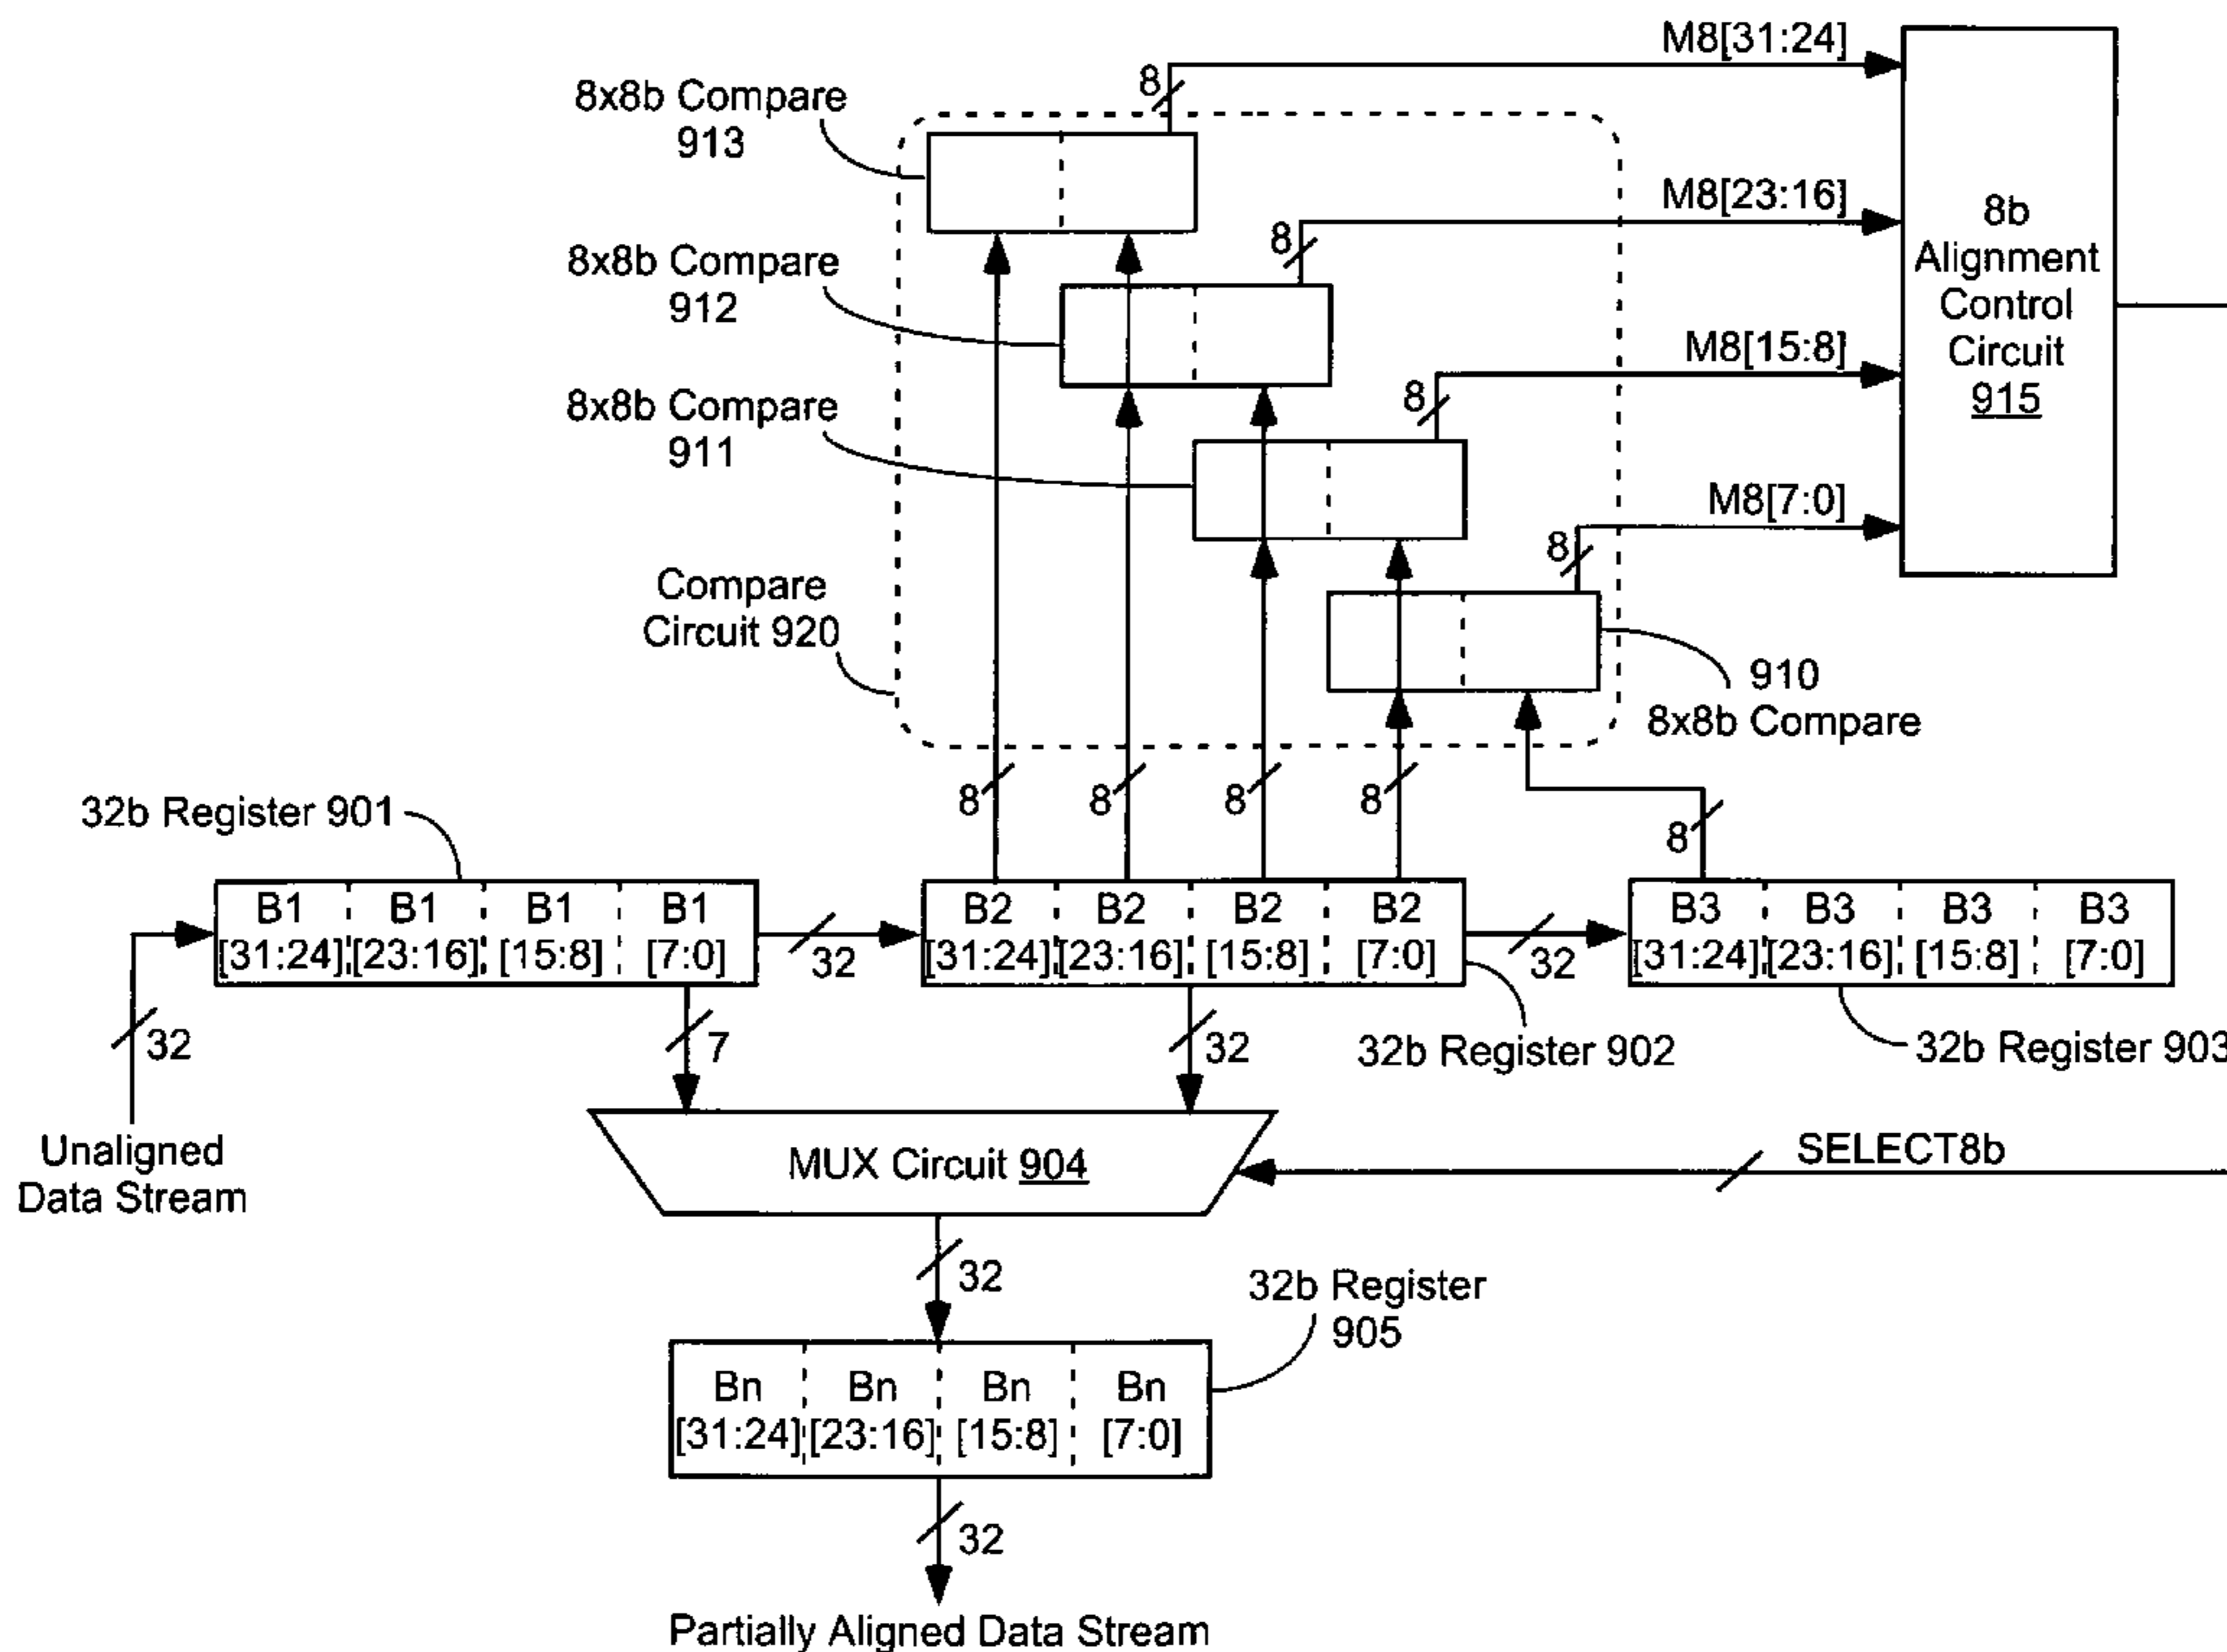 M8[31:24]
8
8x8b Compare
913
M8[23:16]
8
8x8b Compare
912
8b
Alignment
Control
Circuit
915
M8[15:8]
8
8x8b Compare
911
M8[7:0]
8
Compare
Circuit 920
910
8x8b Compare
8
8
8
8
8
32b Register 901
B1 B1 B1 B1
[31:24] [23:16] [15:8] [7:0]
32
B2 B2 B2 B2
[31:24] [23:16] [15:8] [7:0]
32
B3 B3 B3 B3
[31:24] [23:16] [15:8] [7:0]
32
7
32
32b Register 902
32b Register 903
Unaligned
Data Stream
MUX Circuit 904
SELECT8b
32
32b Register
905
Bn Bn Bn Bn
[31:24] [23:16] [15:8] [7:0]
32
Partially Aligned Data Stream